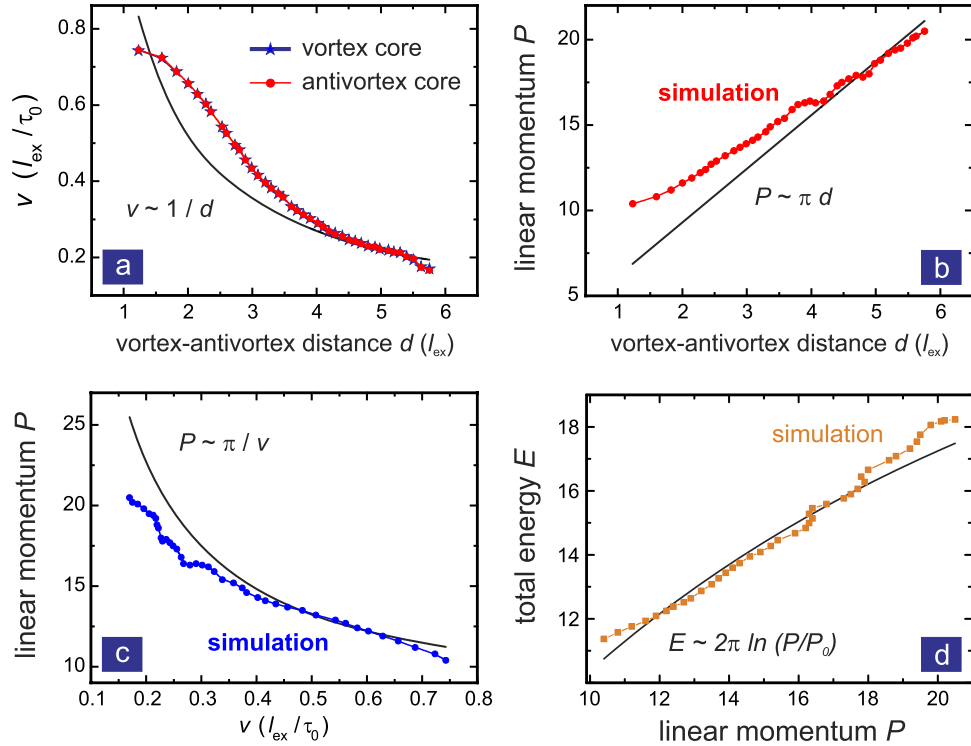 0.8
0.6
0.4
0.2
v (l_ex / τ_0)
vortex core
antivortex core
v ~ 1 / d
a
1 2 3 4 5 6
vortex-antivortex distance d (l_ex)
20
15
10
5
linear momentum P
simulation
P ~ π d
b
1 2 3 4 5 6
vortex-antivortex distance d (l_ex)
25
20
15
10
linear momentum P
P ~ π / v
simulation
c
0.1 0.2 0.3 0.4 0.5 0.6 0.7 0.8
v (l_ex / τ_0)
18
16
14
12
total energy E
simulation
E ~ 2π ln (P/P_0)
d
10 12 14 16 18 20
linear momentum P